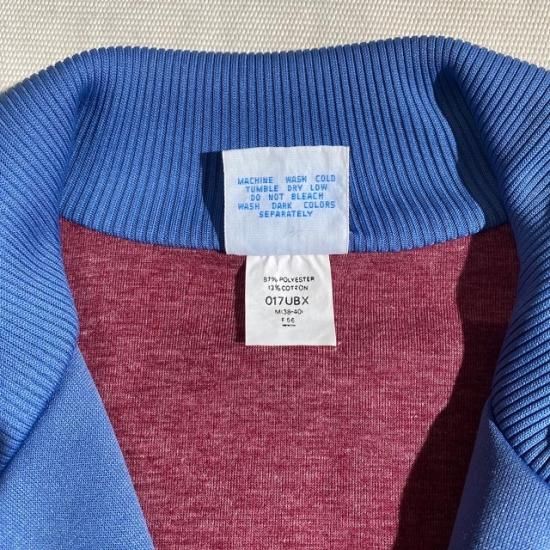 MACHINE WASH COLD
TUMBLE DRY LOW
DO NOT BLEACH
WASH DARK COLORS
SEPARATELY
87% POLYESTER
13% COTTON
017UBX
M(38-40)
F 66